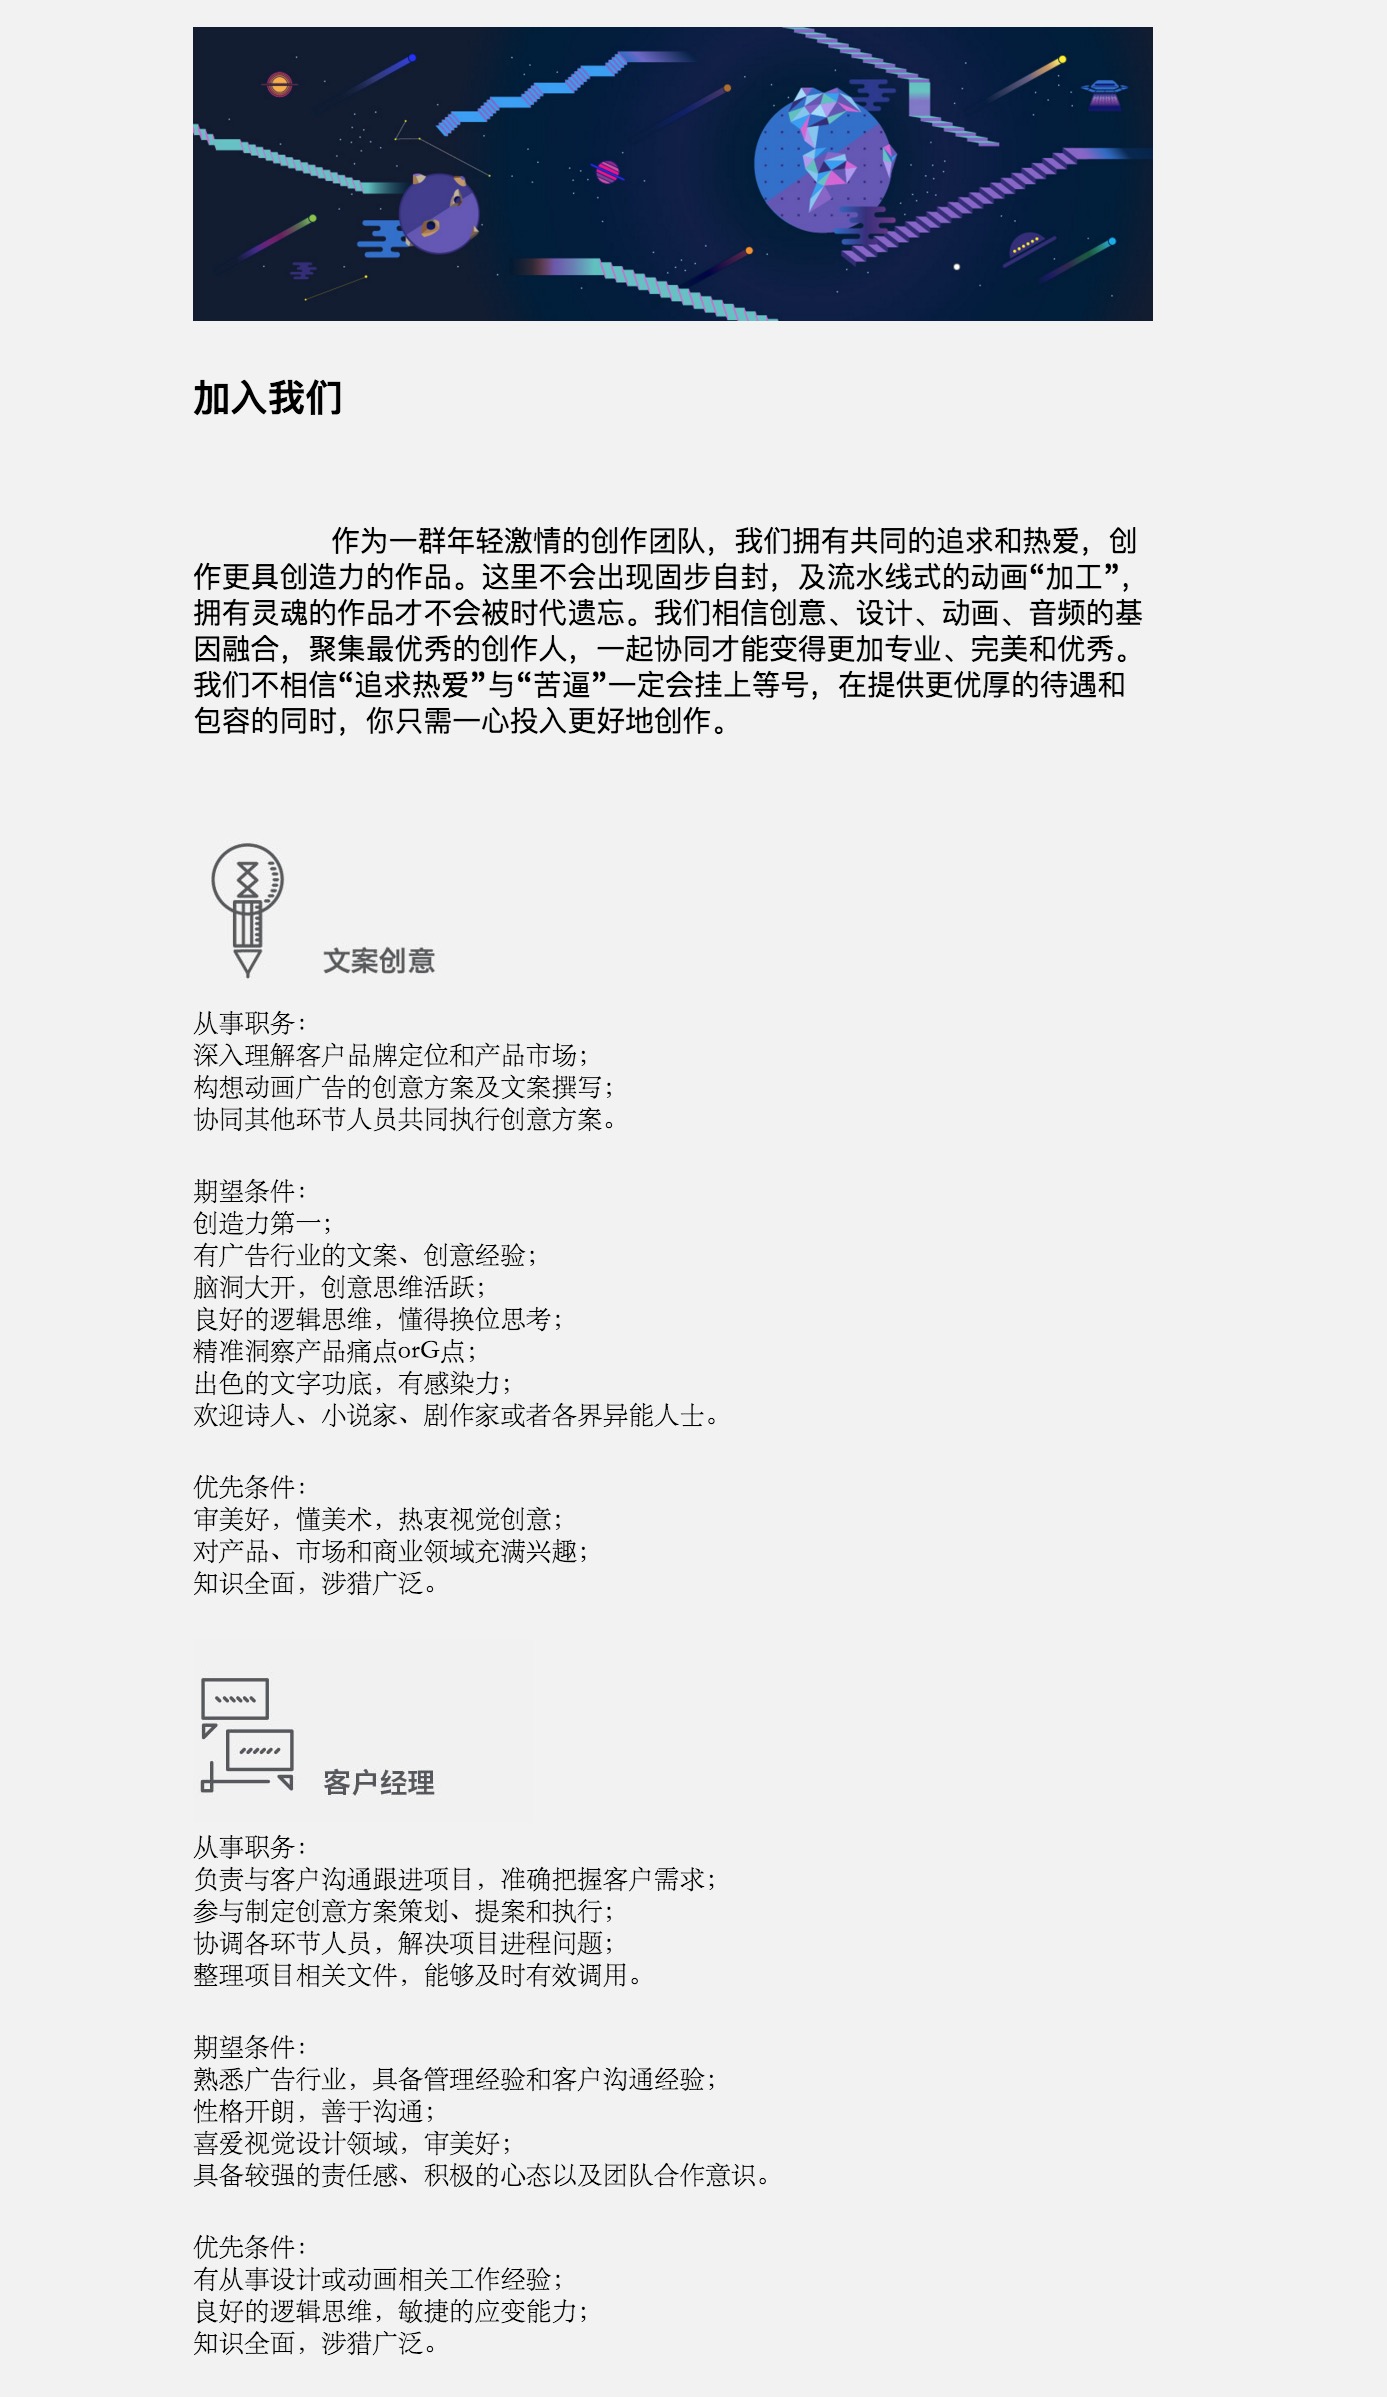 加入我们
作为一群年轻激情的创作团队，我们拥有共同的追求和热爱，创
作更具创造力的作品。这里不会出现固步自封，及流水线式的动画“加工”，
拥有灵魂的作品才不会被时代遗忘。我们相信创意、设计、动画、音频的基
因融合，聚集最优秀的创作人，一起协同才能变得更加专业、完美和优秀。
我们不相信“追求热爱”与“苦逼”一定会挂上等号，在提供更优厚的待遇和
包容的同时，你只需一心投入更好地创作。
文案创意
从事职务：
深入理解客户品牌定位和产品市场；
构想动画广告的创意方案及文案撰写；
协同其他环节人员共同执行创意方案。
期望条件：
创造力第一；
有广告行业的文案、创意经验；
脑洞大开，创意思维活跃；
良好的逻辑思维，懂得换位思考；
精准洞察产品痛点orG点；
出色的文字功底，有感染力；
欢迎诗人、小说家、剧作家或者各界异能人士。
优先条件：
审美好，懂美术，热衷视觉创意；
对产品、市场和商业领域充满兴趣；
知识全面，涉猎广泛。
客户经理
从事职务：
负责与客户沟通跟进项目，准确把握客户需求；
参与制定创意方案策划、提案和执行；
协调各环节人员，解决项目进程问题；
整理项目相关文件，能够及时有效调用。
期望条件：
熟悉广告行业，具备管理经验和客户沟通经验；
性格开朗，善于沟通；
喜爱视觉设计领域，审美好；
具备较强的责任感、积极的心态以及团队合作意识。
优先条件：
有从事设计或动画相关工作经验；
良好的逻辑思维，敏捷的应变能力；
知识全面，涉猎广泛。